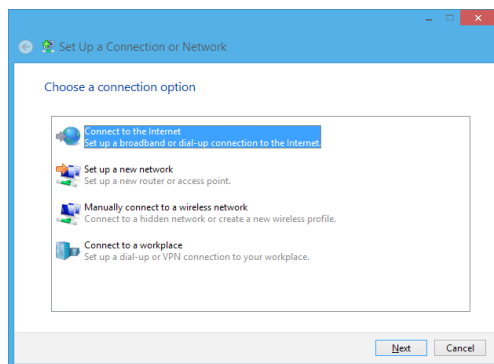 Set Up a Connection or Network
Choose a connection option
Connect to the Internet
Set up a broadband or dial-up connection to the Internet.
Set up a new network
Set up a new router or access point.
Manually connect to a wireless network
Connect to a hidden network or create a new wireless profile.
Connect to a workplace
Set up a dial-up or VPN connection to your workplace.
Next Cancel